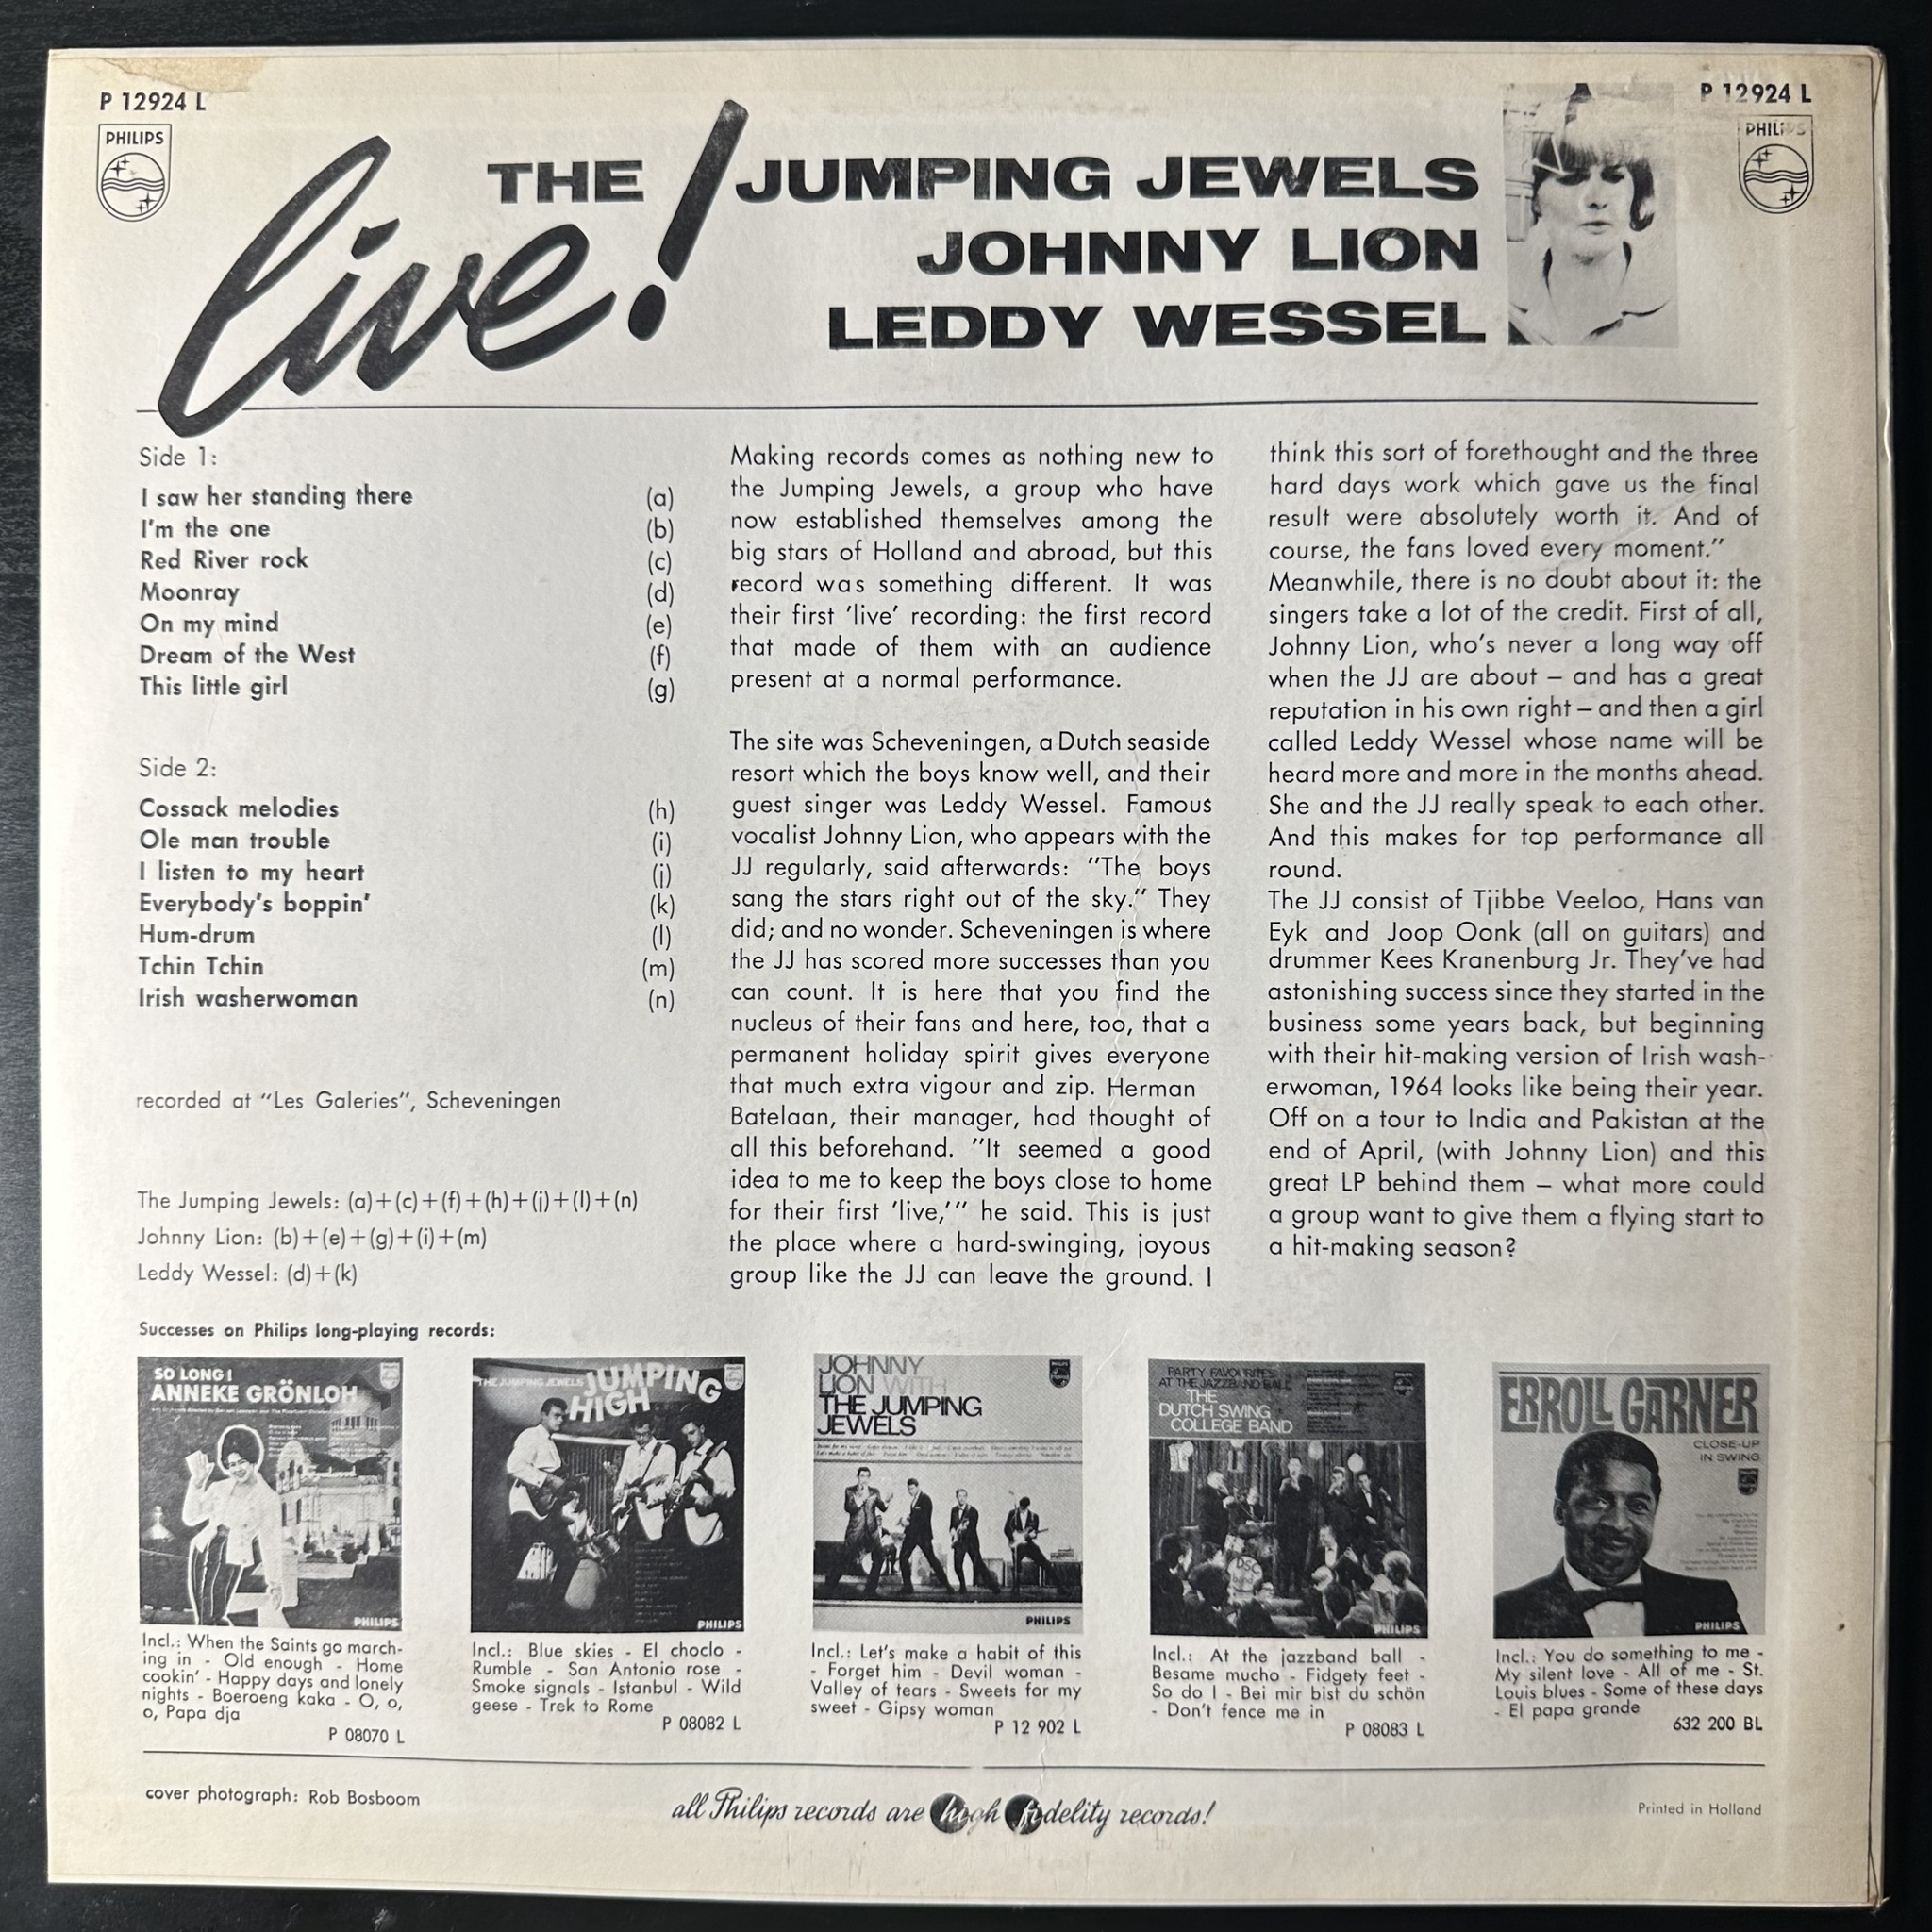 P 12924 L
P 12924 L
PHILIPS
PHILIPS
live!
THE JUMPING JEWELS
JOHNNY LION
LEDDY WESSEL
Side 1:
I saw her standing there (a)
I'm the one (b)
Red River rock (c)
Moonray (d)
On my mind (e)
Dream of the West (f)
This little girl (g)
Side 2:
Cossack melodies (h)
Ole man trouble (i)
I listen to my heart (j)
Everybody's boppin' (k)
Hum-drum (l)
Tchin Tchin (m)
Irish washerwoman (n)
recorded at "Les Galeries", Scheveningen
The Jumping Jewels: (a)+(c)+(f)+(h)+(j)+(l)+(n)
Johnny Lion: (b)+(e)+(g)+(i)+(m)
Leddy Wessel: (d)+(k)
Making records comes as nothing new to
the Jumping Jewels, a group who have
now established themselves among the
big stars of Holland and abroad, but this
record was something different. It was
their first 'live' recording: the first record
that made of them with an audience
present at a normal performance.
The site was Scheveningen, a Dutch seaside
resort which the boys know well, and their
guest singer was Leddy Wessel. Famous
vocalist Johnny Lion, who appears with the
JJ regularly, said afterwards: "The boys
sang the stars right out of the sky." They
did; and no wonder. Scheveningen is where
the JJ has scored more successes than you
can count. It is here that you find the
nucleus of their fans and here, too, that a
permanent holiday spirit gives everyone
that much extra vigour and zip. Herman
Batelaan, their manager, had thought of
all this beforehand. "It seemed a good
idea to me to keep the boys close to home
for their first 'live,'" he said. This is just
the place where a hard-swinging, joyous
group like the JJ can leave the ground. I
think this sort of forethought and the three
hard days work which gave us the final
result were absolutely worth it. And of
course, the fans loved every moment."
Meanwhile, there is no doubt about it: the
singers take a lot of the credit. First of all,
Johnny Lion, who's never a long way off
when the JJ are about – and has a great
reputation in his own right – and then a girl
called Leddy Wessel whose name will be
heard more and more in the months ahead.
She and the JJ really speak to each other.
And this makes for top performance all
round.
The JJ consist of Tjibbe Veeloo, Hans van
Eyk and Joop Oonk (all on guitars) and
drummer Kees Kranenburg Jr. They've had
astonishing success since they started in the
business some years back, but beginning
with their hit-making version of Irish wash-
erwoman, 1964 looks like being their year.
Off on a tour to India and Pakistan at the
end of April, (with Johnny Lion) and this
great LP behind them – what more could
a group want to give them a flying start to
a hit-making season?
Successes on Philips long-playing records:
SO LONG!
ANNEKE GRÖNLOH
PHILIPS
Incl.: When the Saints go march-
ing in - Old enough - Home
cookin' - Happy days and lonely
nights - Boeroeng kaka - O, o,
o, Papa dja
P 08070 L
THE JUMPING JEWELS
JUMPING
HIGH
PHILIPS
Incl.: Blue skies - El choclo -
Rumble - San Antonio rose -
Smoke signals - Istanbul - Wild
geese - Trek to Rome
P 08082 L
JOHNNY
LION WITH
THE JUMPING
JEWELS
PHILIPS
Incl.: Let's make a habit of this
- Forget him - Devil woman -
Valley of tears - Sweets for my
sweet - Gipsy woman
P 12 902 L
PARTY FAVOURITES
AT THE JAZZBAND BALL
THE
DUTCH SWING
COLLEGE BAND
DSC
PHILIPS
Incl.: At the jazzband ball -
Besame mucho - Fidgety feet -
So do I - Bei mir bist du schön
- Don't fence me in
P 08083 L
ERROLL GARNER
CLOSE-UP
IN SWING
PHILIPS
Incl.: You do something to me -
My silent love - All of me - St.
Louis blues - Some of these days
- El papa grande
632 200 BL
cover photograph: Rob Bosboom
all Philips records are high fidelity records!
Printed in Holland